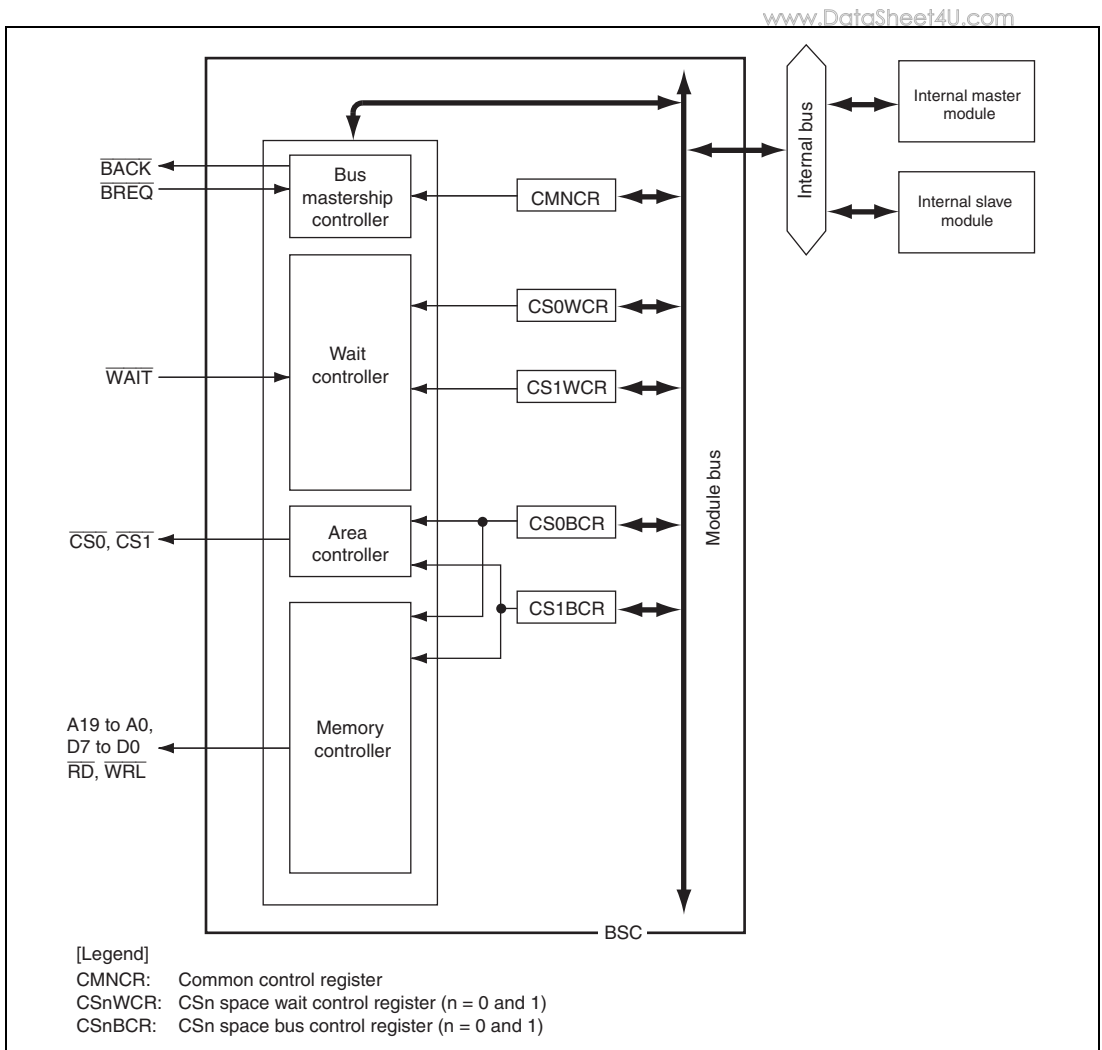 www.DataSheet4U.com
BACK
BREQ
Bus
mastership
controller
CMNCR
Internal bus
Internal master
module
Internal slave
module
CS0WCR
WAIT
Wait
controller
CS1WCR
Module bus
CS0, CS1
Area
controller
CS0BCR
CS1BCR
A19 to A0,
D7 to D0
RD, WRL
Memory
controller
BSC
[Legend]
CMNCR: Common control register
CSnWCR: CSn space wait control register (n = 0 and 1)
CSnBCR: CSn space bus control register (n = 0 and 1)